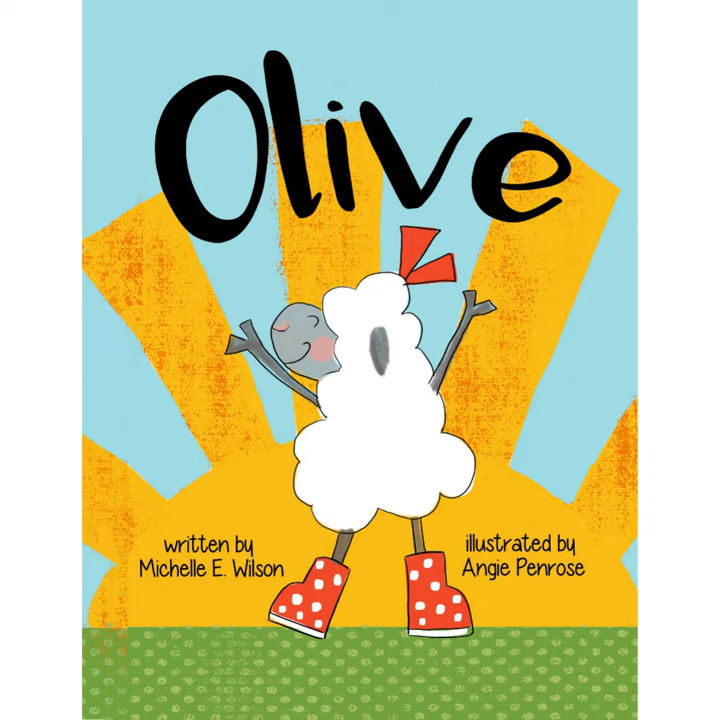 Olive
written by
Michelle E. Wilson
illustrated by
Angie Penrose